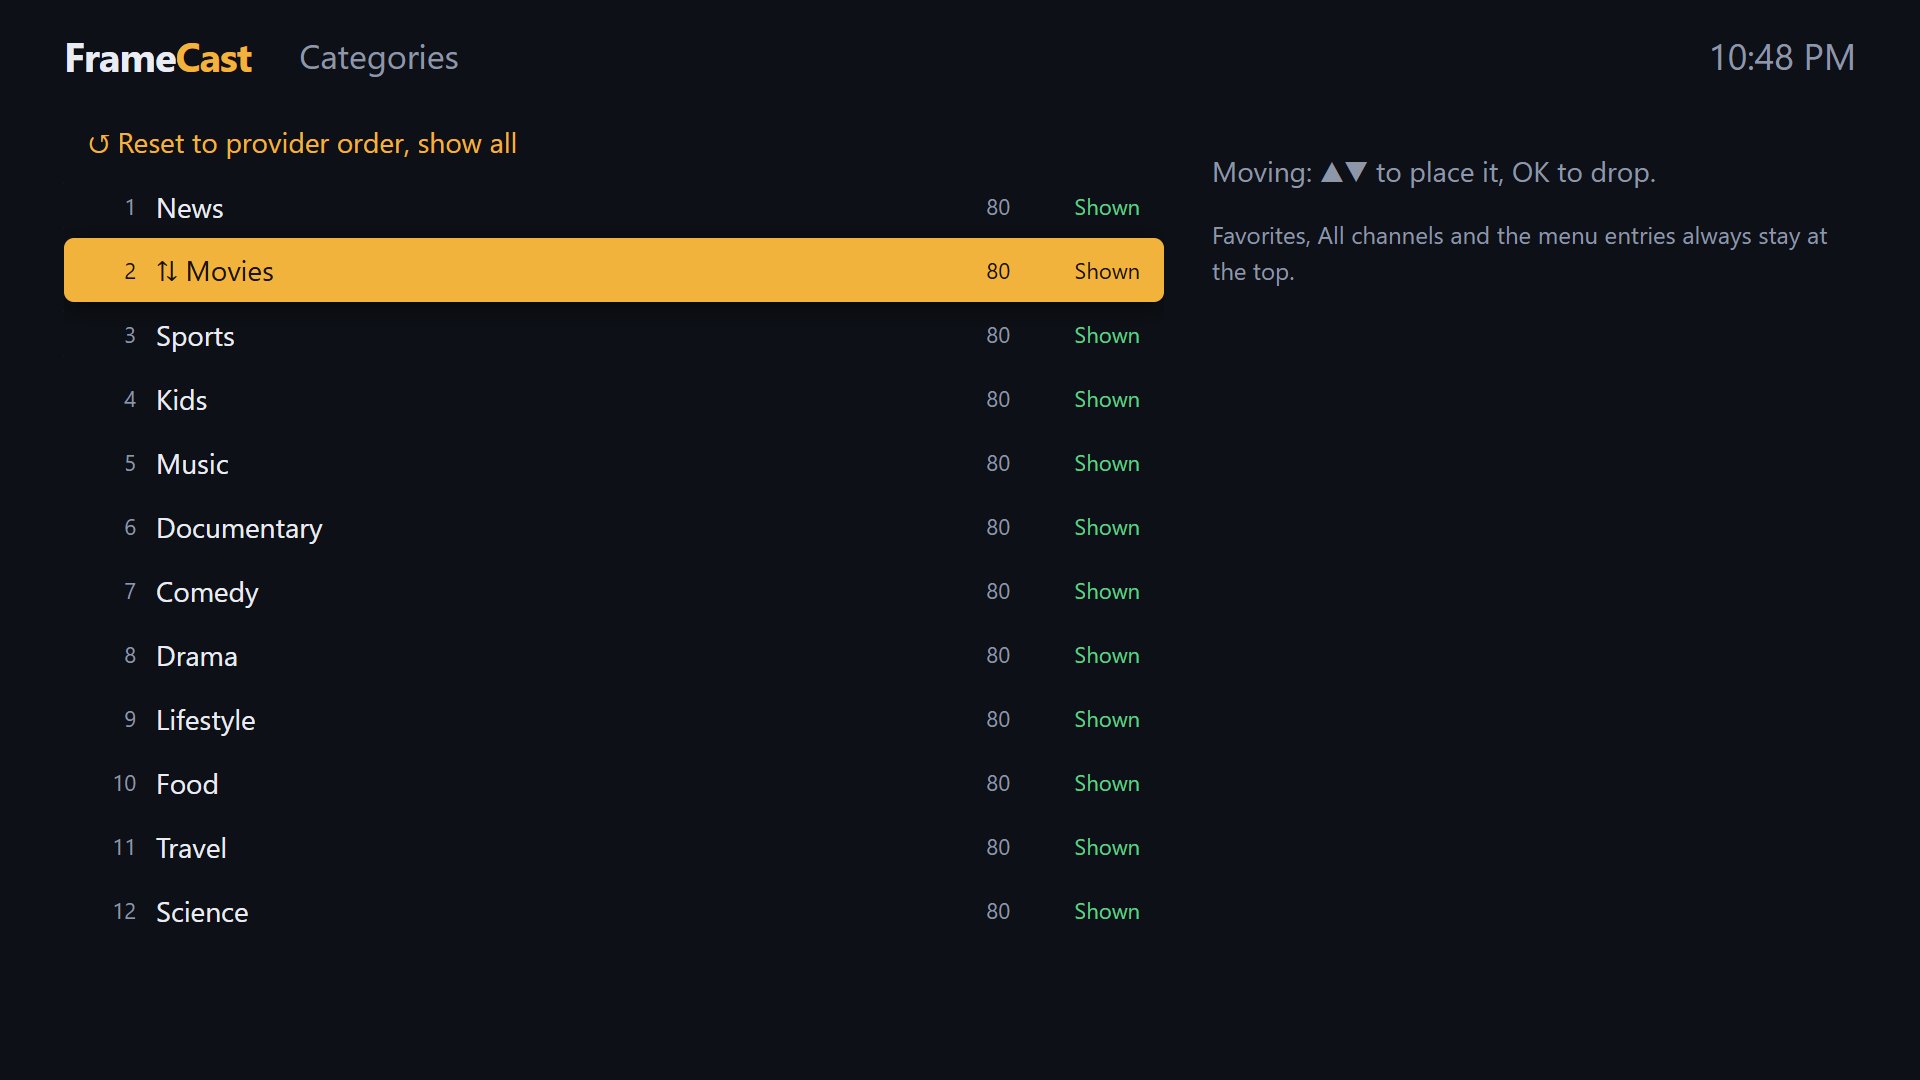 FrameCast Categories 10:48 PM
↺ Reset to provider order, show all
1 News 80 Shown
2 ⇅ Movies 80 Shown
3 Sports 80 Shown
4 Kids 80 Shown
5 Music 80 Shown
6 Documentary 80 Shown
7 Comedy 80 Shown
8 Drama 80 Shown
9 Lifestyle 80 Shown
10 Food 80 Shown
11 Travel 80 Shown
12 Science 80 Shown
Moving: ▲▼ to place it, OK to drop.
Favorites, All channels and the menu entries always stay at
the top.